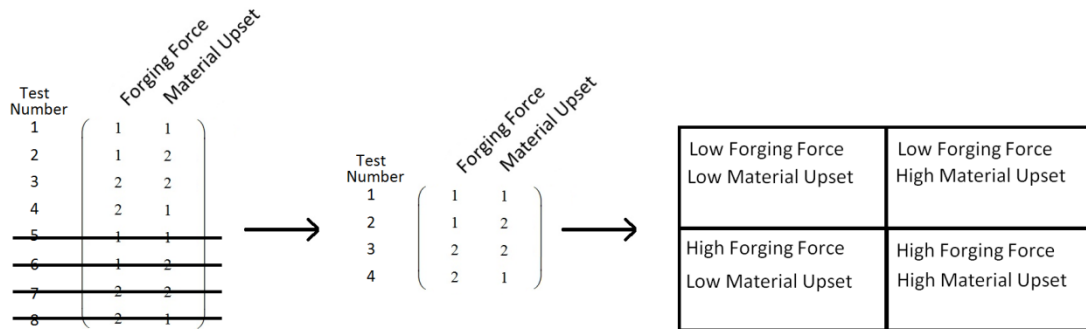 Forging Force
Material Upset
Test
Number
1 1 1
2 1 2
3 2 2
4 2 1
5 1 1
6 1 2
7 2 2
8 2 1
Forging Force
Material Upset
Test
Number
1 1 1
2 1 2
3 2 2
4 2 1
Low Forging Force
Low Material Upset
Low Forging Force
High Material Upset
High Forging Force
Low Material Upset
High Forging Force
High Material Upset